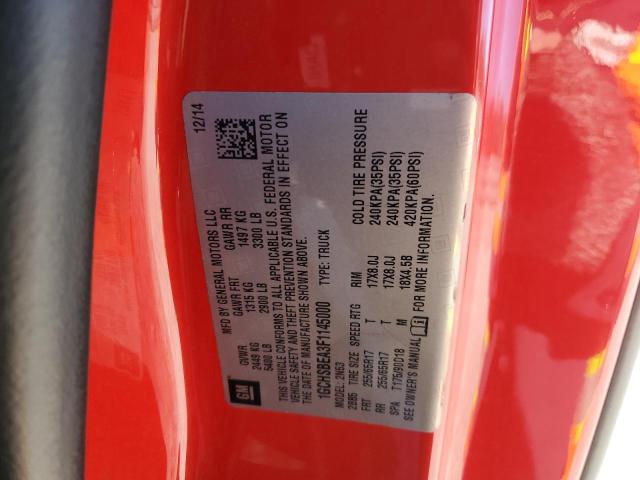 GM
MFD BY GENERAL MOTORS LLC
12/14
GVWR GAWR FRT GAWR RR
2449 KG 1315 KG 1497 KG
5400 LB 2900 LB 3300 LB
THIS VEHICLE CONFORMS TO ALL APPLICABLE U.S. FEDERAL MOTOR
VEHICLE SAFETY AND THEFT PREVENTION STANDARDS IN EFFECT ON
THE DATE OF MANUFACTURE SHOWN ABOVE.
1GCHSBEA3F1145000 TYPE: TRUCK
MODEL: 2N53
2885 TIRE SIZE SPEED RTG RIM COLD TIRE PRESSURE
FRT 255/65R17 T 17X8.0J 240KPA(35PSI)
RR 255/65R17 T 17X8.0J 240KPA(35PSI)
SPA T175/90D18 M 18X4.5B 420KPA(60PSI)
SEE OWNER'S MANUAL FOR MORE INFORMATION.